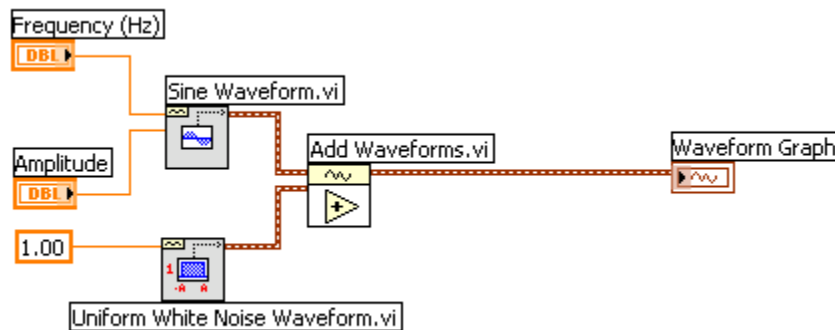 Frequency (Hz)
DBL
Sine Waveform.vi
Add Waveforms.vi
Waveform Graph
Amplitude
DBL
1.00
1
-A A
Uniform White Noise Waveform.vi